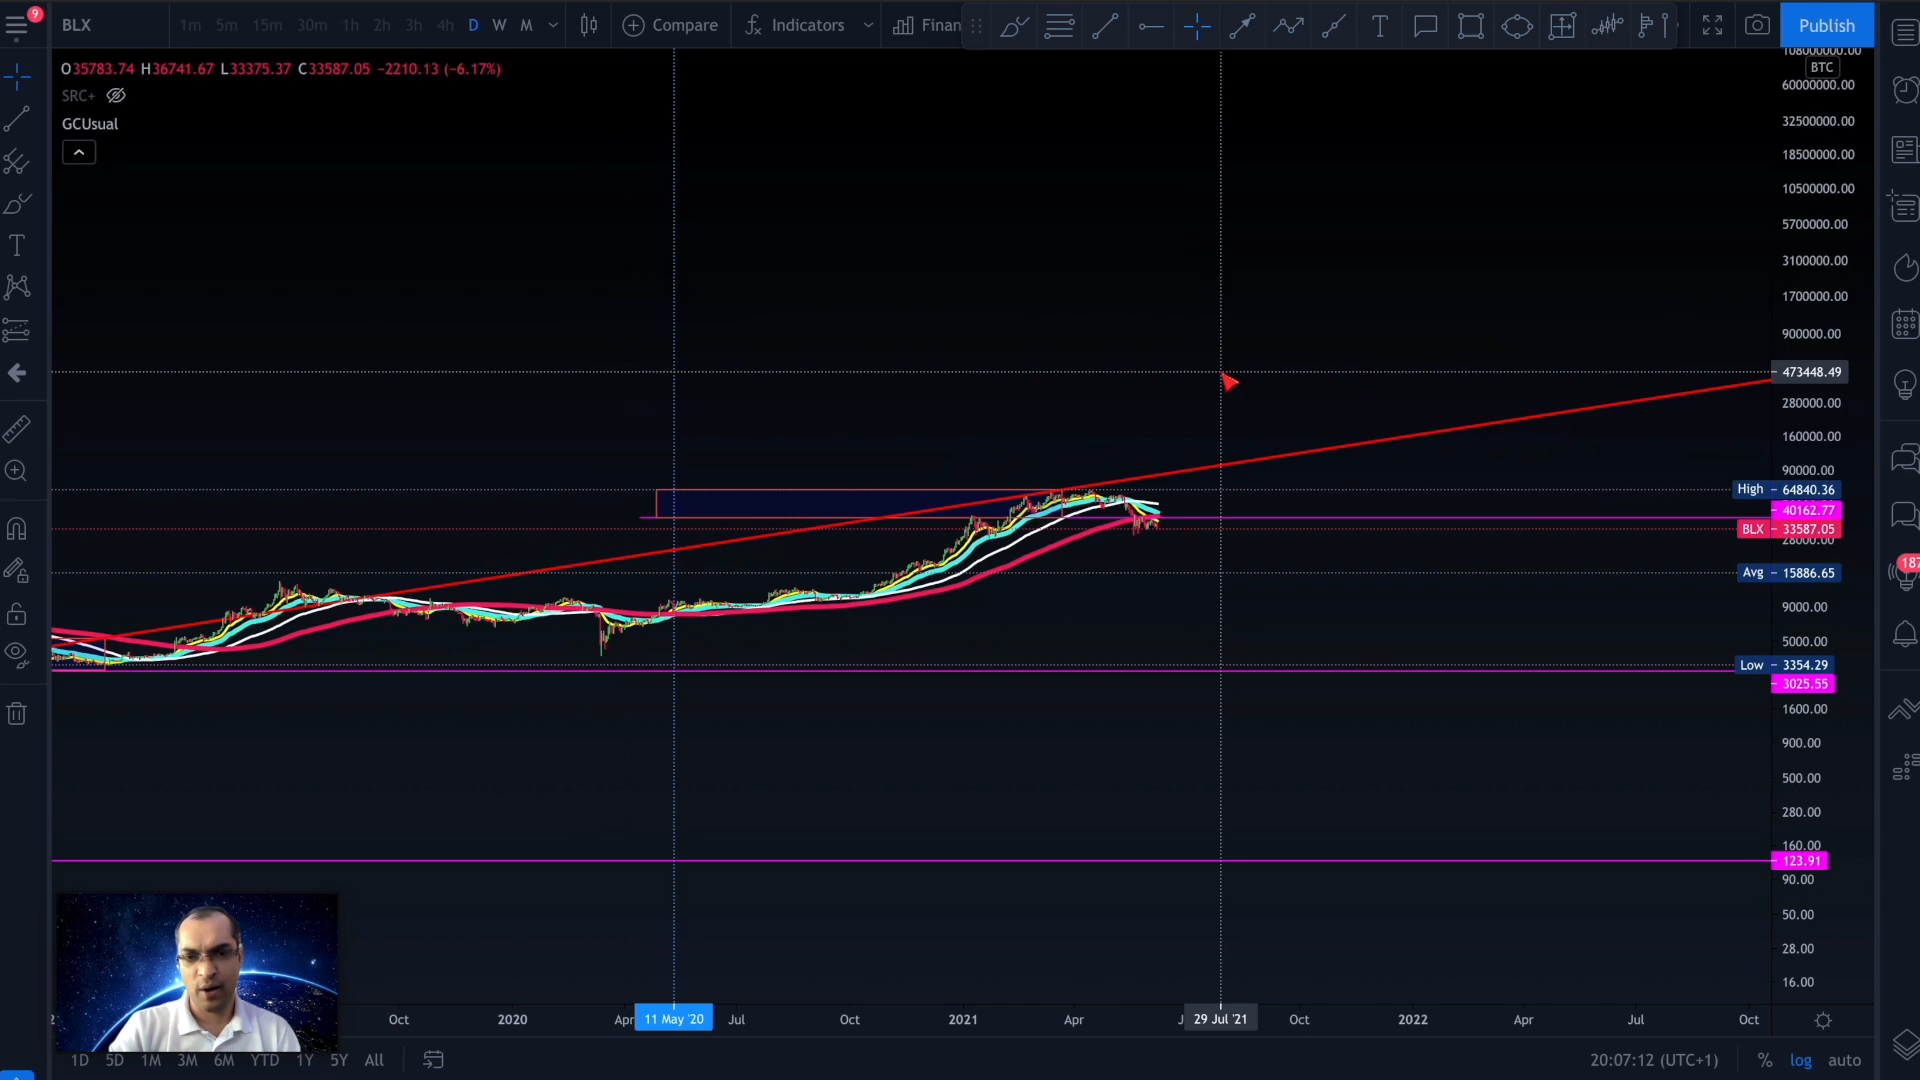 9
BLX 1m 5m 15m 30m 1h 2h 3h 4h D W M Compare Indicators Finan T Publish
O35783.74 H36741.67 L33375.37 C33587.05 −2210.13 (−6.17%)
SRC+
GCUsual
108000000.00
BTC
60000000.00
32500000.00
18500000.00
10500000.00
5700000.00
3100000.00
1700000.00
900000.00
473448.49
280000.00
160000.00
90000.00
High 64840.36
40162.77
BLX 33587.05
28000.00
Avg 15886.65
187
9000.00
5000.00
Low 3354.29
3025.55
1600.00
900.00
500.00
280.00
160.00
123.91
90.00
50.00
28.00
16.00
2 Oct 2020 Apr 11 May '20 Jul Oct 2021 Apr J 29 Jul '21 Oct 2022 Apr Jul Oct
1D 5D 1M 3M 6M YTD 1Y 5Y All 20:07:12 (UTC+1) % log auto